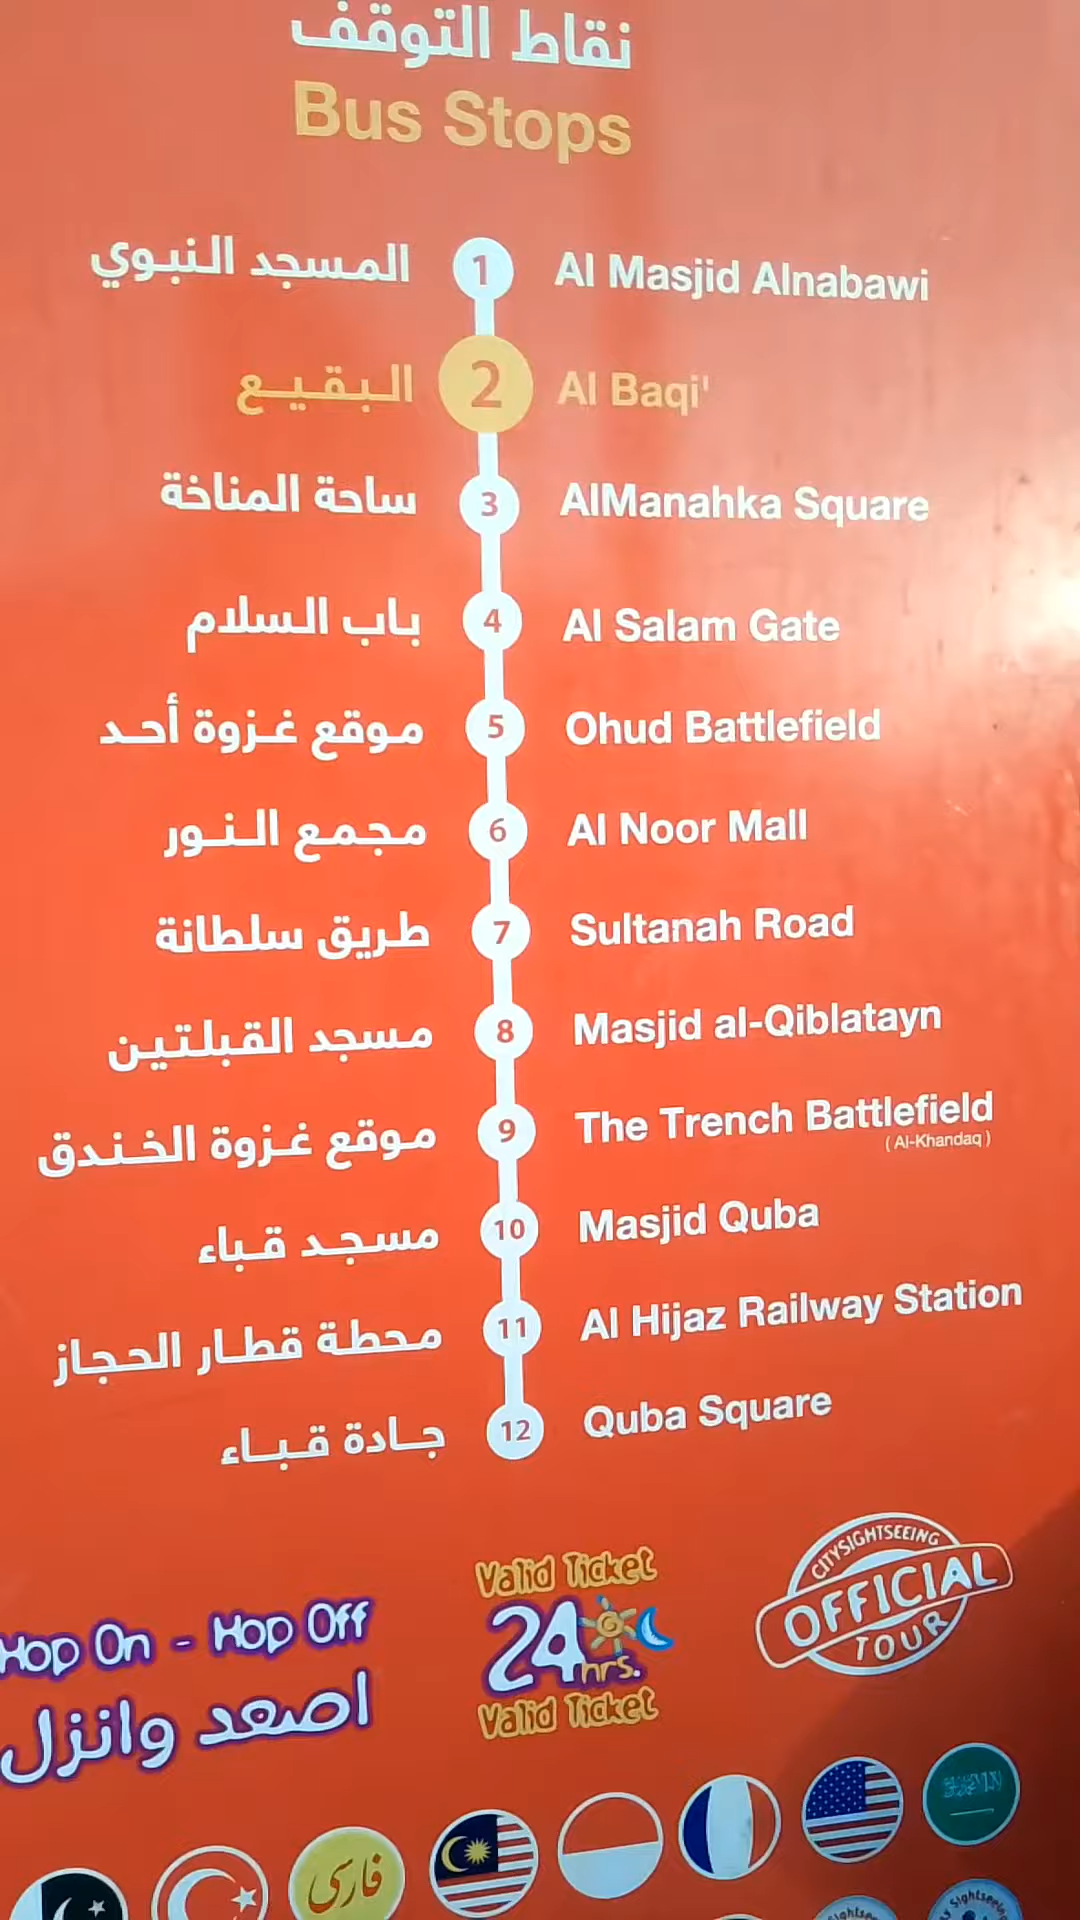 نقاط التوقف
Bus Stops
المسجد النبوي 1 Al Masjid Alnabawi
البقيع 2 Al Baqi'
ساحة المناخة 3 AlManahka Square
باب السلام 4 Al Salam Gate
موقع غزوة أحد 5 Ohud Battlefield
مجمع النور 6 Al Noor Mall
طريق سلطانة 7 Sultanah Road
مسجد القبلتين 8 Masjid al-Qiblatayn
موقع غزوة الخندق 9 The Trench Battlefield
( Al-Khandaq )
مسجد قباء 10 Masjid Quba
محطة قطار الحجاز 11 Al Hijaz Railway Station
جادة قباء 12 Quba Square
Hop On - Hop Off
اصعد وانزل
Valid Ticket
24 hrs.
Valid Ticket
CITYSIGHTSEEING
OFFICIAL
TOUR
فارسی